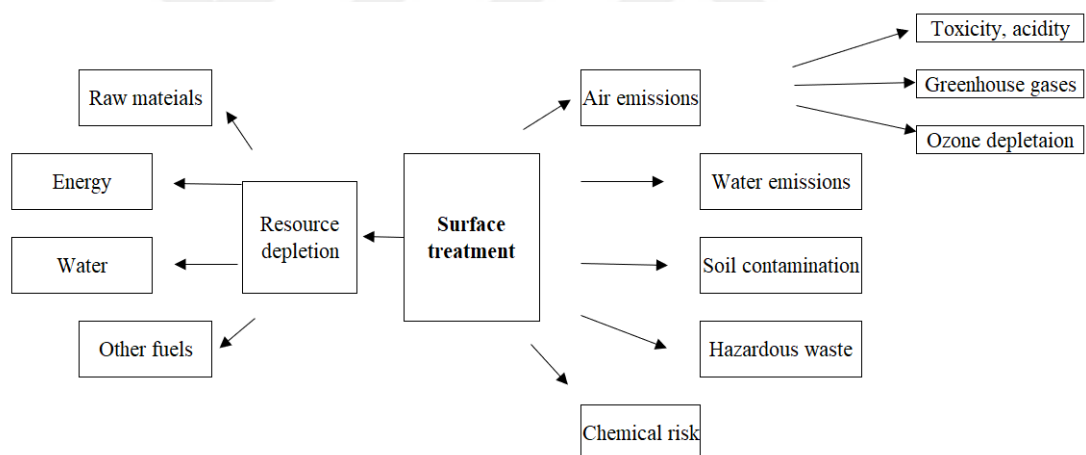 Toxicity, acidity
Raw mateials
Air emissions
Greenhouse gases
Ozone depletaion
Energy
Water emissions
Resource
depletion
Surface
treatment
Water
Soil contamination
Other fuels
Hazardous waste
Chemical risk